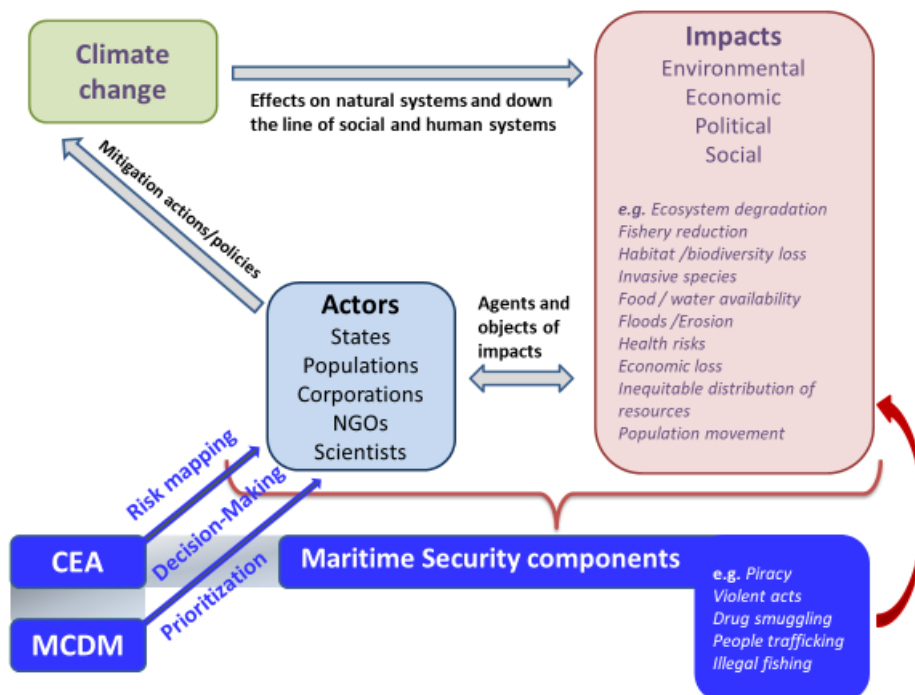 Climate
change
Effects on natural systems and down
the line of social and human systems
Impacts
Environmental
Economic
Political
Social
e.g. Ecosystem degradation
Fishery reduction
Habitat /biodiversity loss
Invasive species
Food / water availability
Floods /Erosion
Health risks
Economic loss
Inequitable distribution of
resources
Population movement
Mitigation actions/policies
Actors
States
Populations
Corporations
NGOs
Scientists
Agents and
objects of
impacts
Risk mapping
Decision-Making
Prioritization
CEA
MCDM
Maritime Security components
e.g. Piracy
Violent acts
Drug smuggling
People trafficking
Illegal fishing